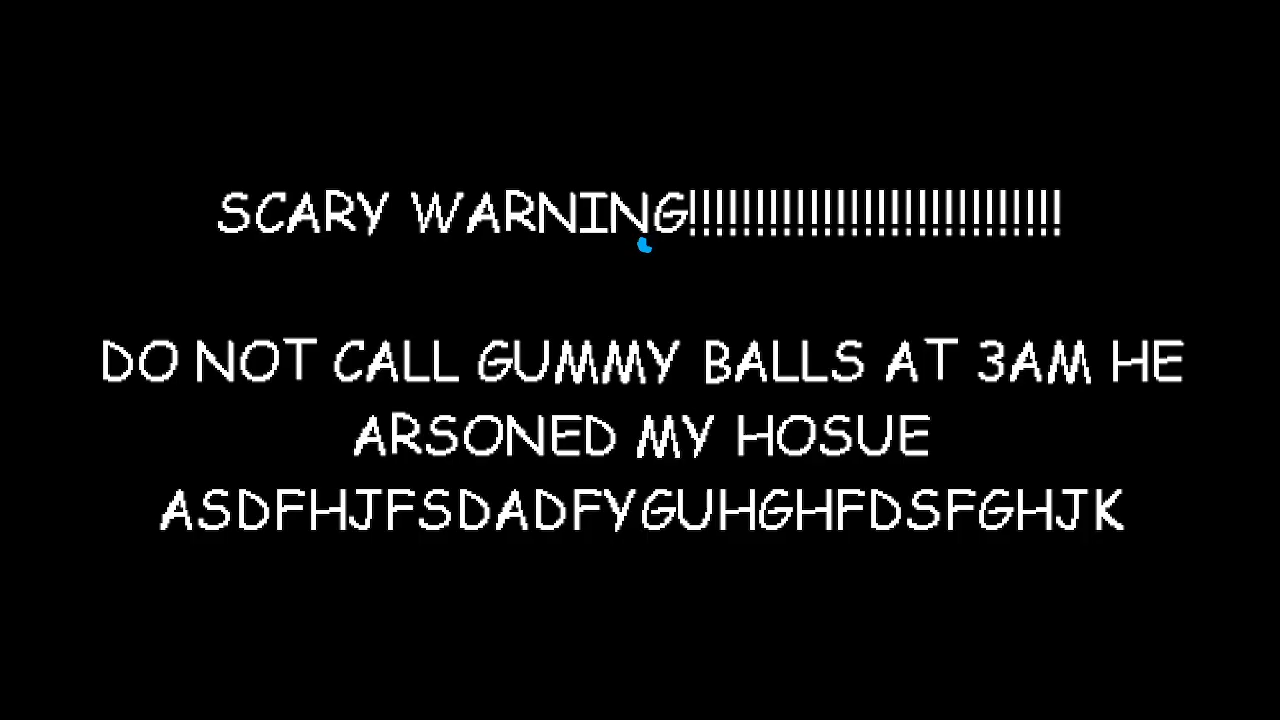 SCARY WARNING!!!!!!!!!!!!!!!!!!!!!!!!!!!!
DO NOT CALL GUMMY BALLS AT 3AM HE
ARSONED MY HOSUE
ASDFHJFSDADFYGUHGHFDSFGHJK